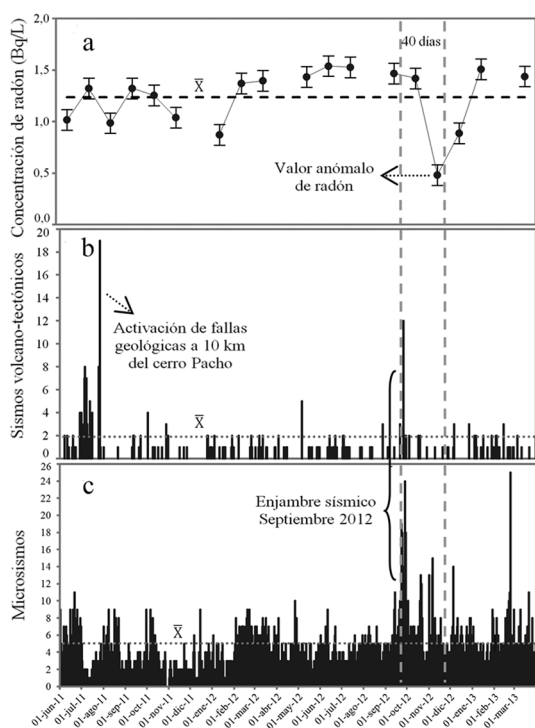 Concentración de radón (Bq/L)
2,0
1,5
1,0
0,5
0,0
a
X̅
40 días
Valor anómalo
de radón
Sismos volcano-tectónicos
20
18
16
14
12
10
8
6
4
2
0
b
Activación de fallas
geológicas a 10 km
del cerro Pacho
X̅
Microsismos
26
24
22
20
18
16
14
12
10
8
6
4
2
0
c
Enjambre sísmico
Septiembre 2012
X̅
01-jun-11
01-jul-11
01-ago-11
01-sep-11
01-oct-11
01-nov-11
01-dic-11
01-ene-12
01-feb-12
01-mar-12
01-abr-12
01-may-12
01-jun-12
01-jul-12
01-ago-12
01-sep-12
01-oct-12
01-nov-12
01-dic-12
01-ene-13
01-feb-13
01-mar-13